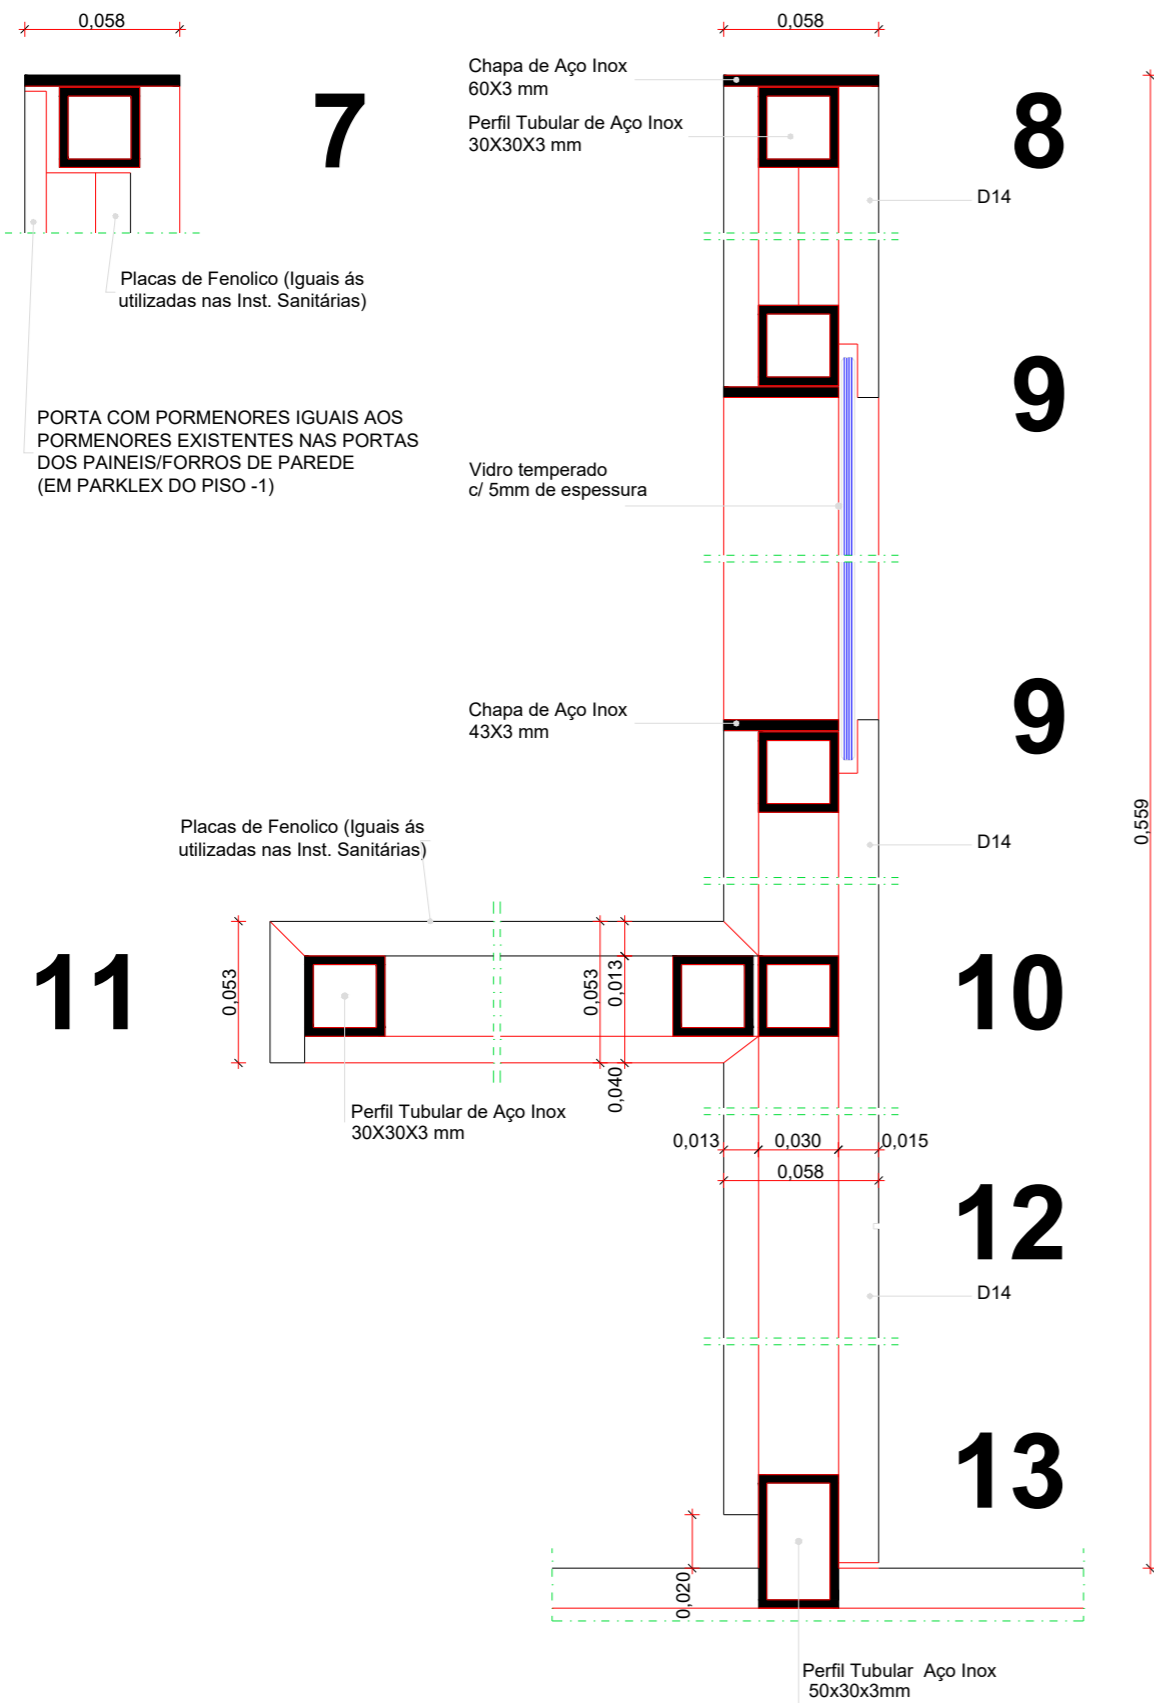 0,058
0,058
7
8
Chapa de Aço Inox
60X3 mm
Perfil Tubular de Aço Inox
30X30X3 mm
D14
Placas de Fenolico (Iguais ás
utilizadas nas Inst. Sanitárias)
9
PORTA COM PORMENORES IGUAIS AOS
PORMENORES EXISTENTES NAS PORTAS
DOS PAINEIS/FORROS DE PAREDE
(EM PARKLEX DO PISO -1)
Vidro temperado
c/ 5mm de espessura
9
Chapa de Aço Inox
43X3 mm
0,559
Placas de Fenolico (Iguais ás
utilizadas nas Inst. Sanitárias)
D14
11
0,053
0,053
0,013
0,040
10
Perfil Tubular de Aço Inox
30X30X3 mm
0,013
0,030
0,015
0,058
12
D14
13
0,020
Perfil Tubular Aço Inox
50x30x3mm